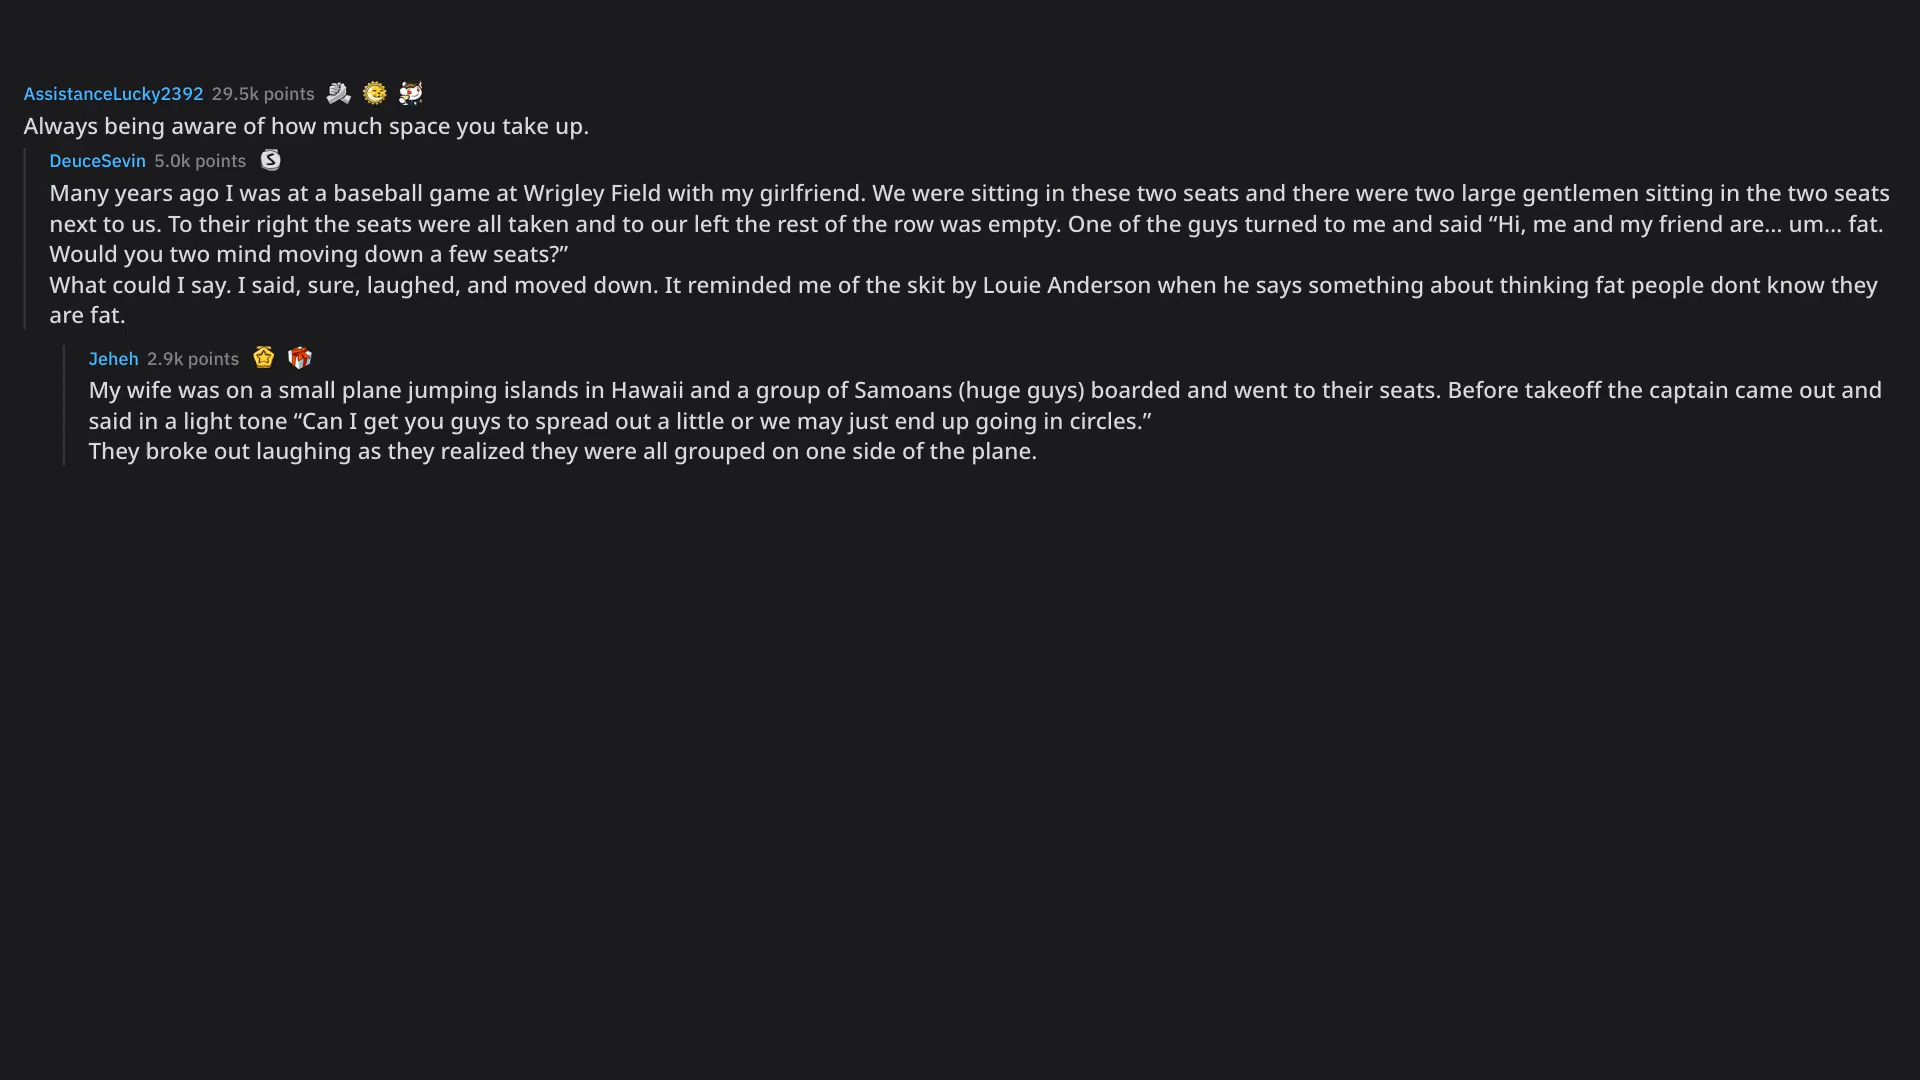 AssistanceLucky2392 29.5k points
Always being aware of how much space you take up.
DeuceSevin 5.0k points S
Many years ago I was at a baseball game at Wrigley Field with my girlfriend. We were sitting in these two seats and there were two large gentlemen sitting in the two seats
next to us. To their right the seats were all taken and to our left the rest of the row was empty. One of the guys turned to me and said “Hi, me and my friend are... um... fat.
Would you two mind moving down a few seats?”
What could I say. I said, sure, laughed, and moved down. It reminded me of the skit by Louie Anderson when he says something about thinking fat people dont know they
are fat.
Jeheh 2.9k points
My wife was on a small plane jumping islands in Hawaii and a group of Samoans (huge guys) boarded and went to their seats. Before takeoff the captain came out and
said in a light tone “Can I get you guys to spread out a little or we may just end up going in circles.”
They broke out laughing as they realized they were all grouped on one side of the plane.